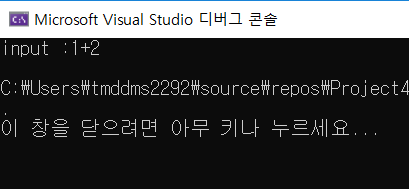 Microsoft Visual Studio 디버그 콘솔
input :1+2
C:\Users\tmddms2292\source\repos\Project4
.
이 창을 닫으려면 아무 키나 누르세요...